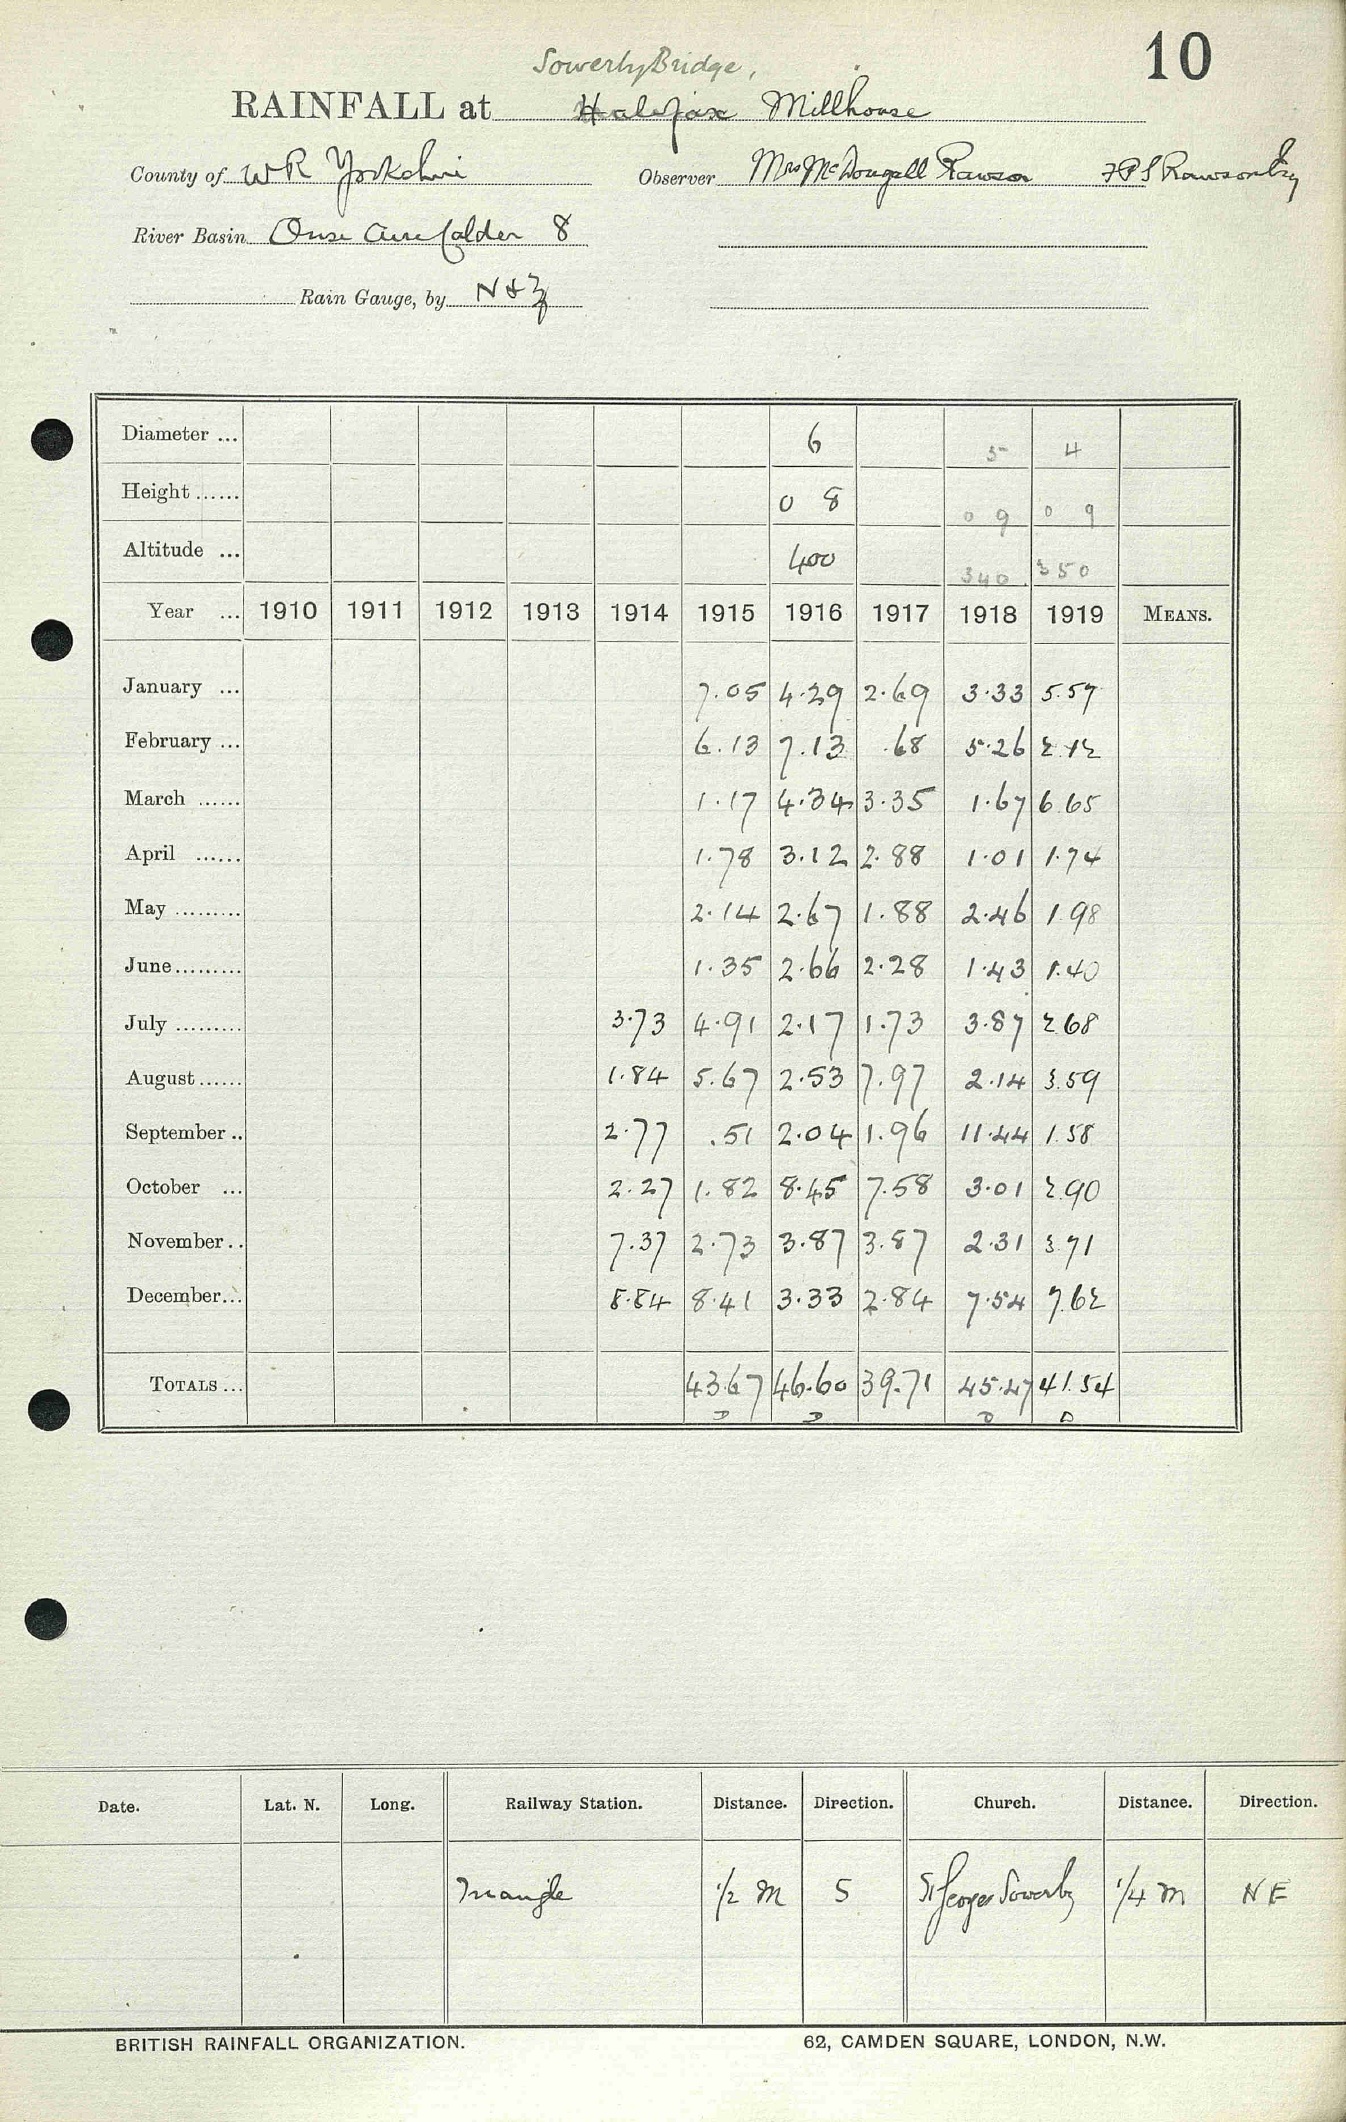 10
Sowerby Bridge,
RAINFALL at Halifax Millhouse
County of W R Yorkshire Observer Mrs McDougall Rawson F P S Rawson Esq
River Basin Ouse Aire Calder 8
Rain Gauge, by N & Z
Diameter ... 6 5 4
Height ...... 0 8 0 9 0 9
Altitude ... 400 340 350
Year ... 1910 1911 1912 1913 1914 1915 1916 1917 1918 1919 MEANS.
January ... 7.05 4.29 2.69 3.33 5.57
February ... 6.13 7.13 .68 5.26 2.12
March ...... 1.17 4.34 3.35 1.67 6.65
April ...... 1.78 3.12 2.88 1.01 1.74
May ......... 2.14 2.67 1.88 2.46 1.98
June ......... 1.35 2.66 2.28 1.43 1.40
July ......... 3.73 4.91 2.17 1.73 3.87 2.68
August ...... 1.84 5.67 2.53 7.97 2.14 3.59
September .. 2.77 .51 2.04 1.96 11.44 1.58
October ... 2.27 1.82 8.45 7.58 3.01 2.90
November .. 7.37 2.73 3.87 3.87 2.31 3.71
December ... 8.84 8.41 3.33 2.84 7.54 7.62
TOTALS ... 43.67 46.60 39.71 45.47 41.54
D D D D
Date. Lat. N. Long. Railway Station. Distance. Direction. Church. Distance. Direction.
Triangle 1/2 M S St Georges Sowerby 1/4 M NE
BRITISH RAINFALL ORGANIZATION. 62, CAMDEN SQUARE, LONDON, N.W.